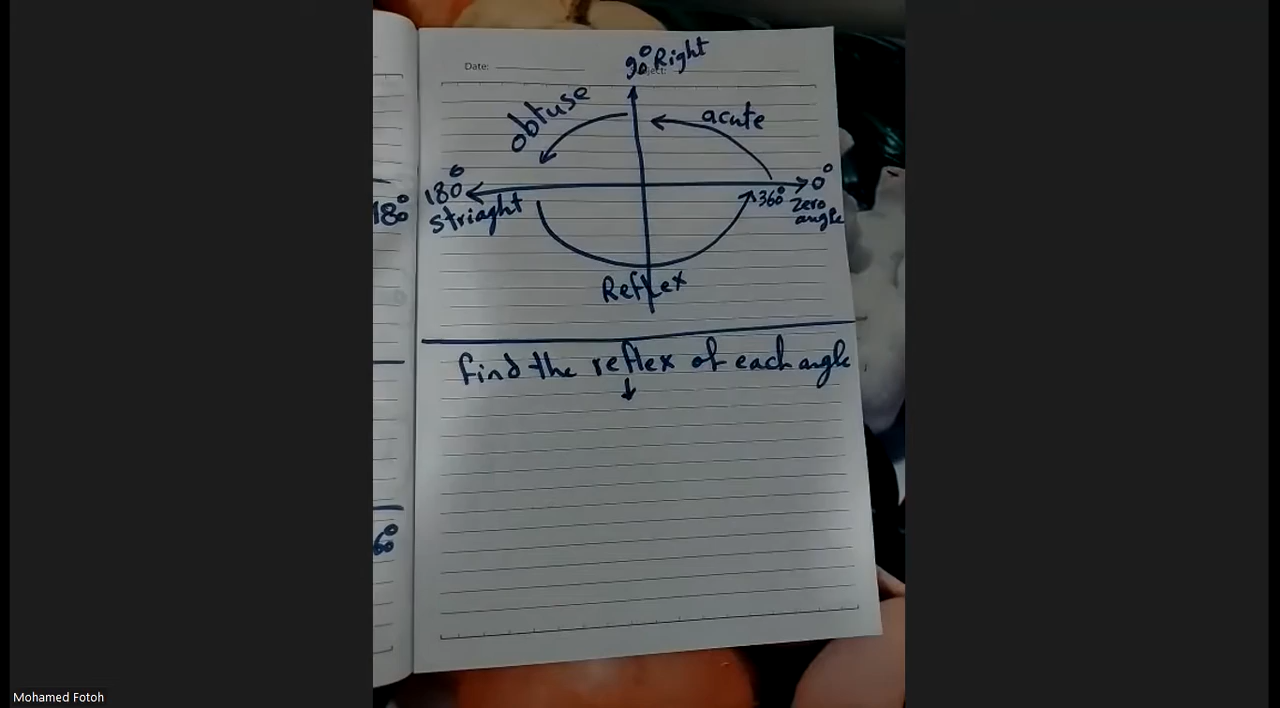 Date:
90° Right
obtuse
acute
180°
0°
striaght
360°
zero
angle
Reflex
find the reflex of each angle
↓
180°
60°
Mohamed Fotoh